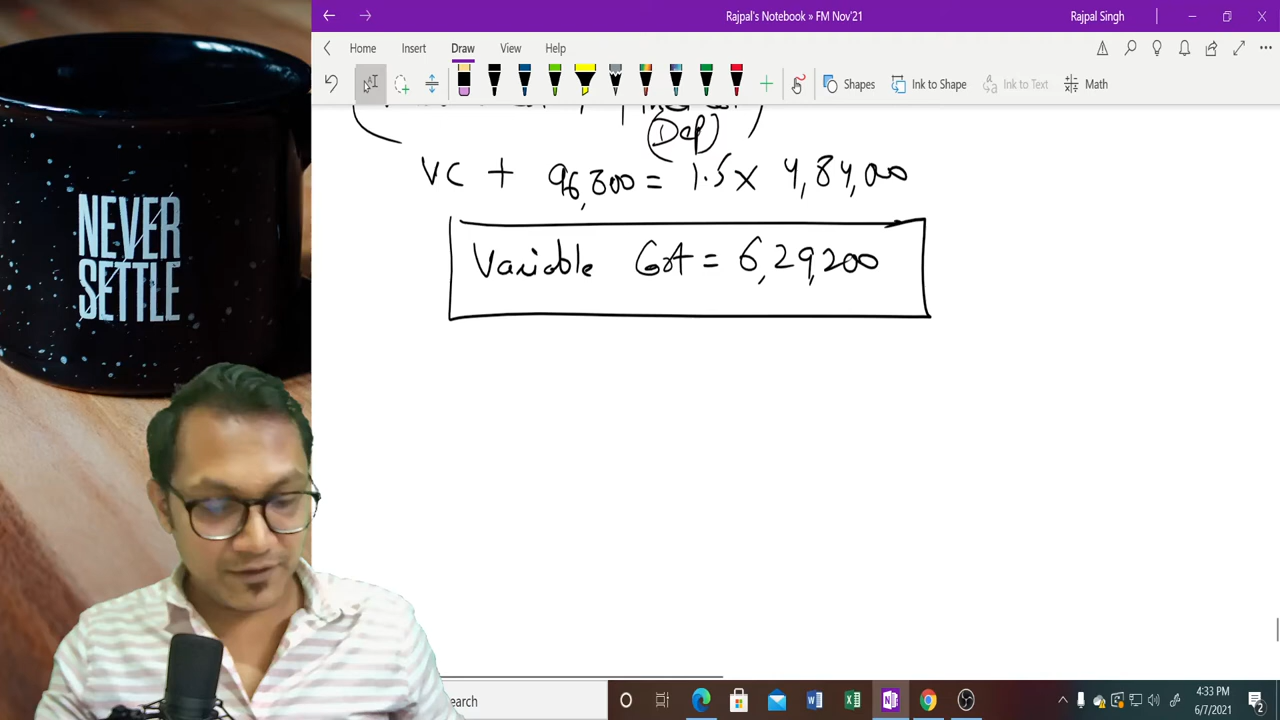 Rajpal's Notebook » FM Nov'21
Rajpal Singh
Home Insert Draw View Help
Shapes Ink to Shape Ink to Text Math
(Dep)
VC + 96,800 = 1.5 x 4,84,000
Variable Cost = 6,29,200
NEVER
SETTLE
earch
4:33 PM
6/7/2021
2